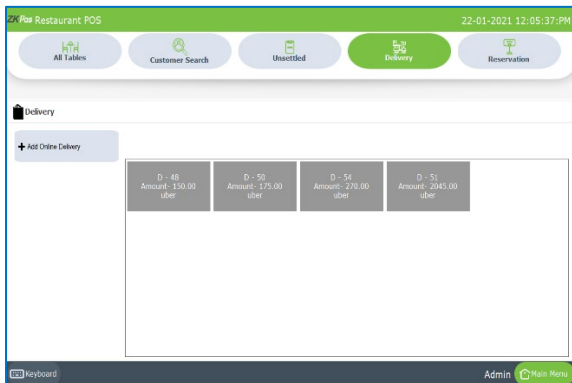 ZKPos Restaurant POS 22-01-2021 12:05:37:PM
All Tables Customer Search Unsettled Delivery Reservation
Delivery
+ Add Online Delivery
D - 48 D - 50 D - 54 D - 51
Amount- 150.00 Amount- 175.00 Amount- 270.00 Amount- 2045.00
uber uber uber uber
Keyboard Admin Main Menu